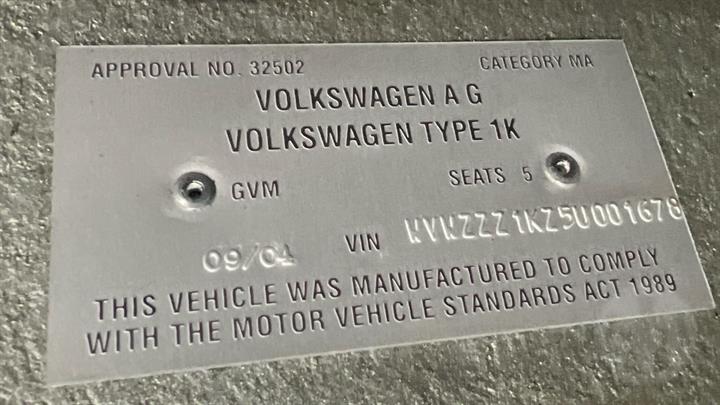 APPROVAL NO. 32502 CATEGORY MA
VOLKSWAGEN A G
VOLKSWAGEN TYPE 1K
GVM SEATS 5
09/04 VIN WVWZZZ1KZ5U001678
THIS VEHICLE WAS MANUFACTURED TO COMPLY
WITH THE MOTOR VEHICLE STANDARDS ACT 1989